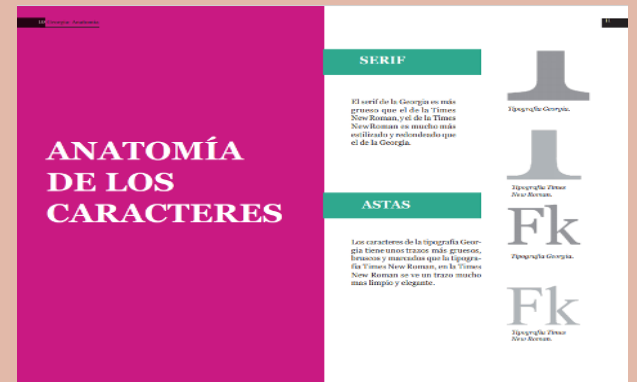 ANATOMÍA
DE LOS
CARACTERES
SERIF
El serif de la Georgia es más
grueso que el de la Times
New Roman, y el de la Times
New Roman es mucho más
estilizado y redondeado que
el de la Georgia.
Tipografía Georgia.
Tipografía Times
New Roman.
ASTAS
Los caracteres de la tipografía Geor-
gia tiene unos trazos más gruesos,
bruscos y marcados que la tipogra-
fía Times New Roman, en la Times
New Roman se ve un trazo mucho
mas limpio y elegante.
Fk
Tipografía Georgia.
Fk
Tipografía Times
New Roman.